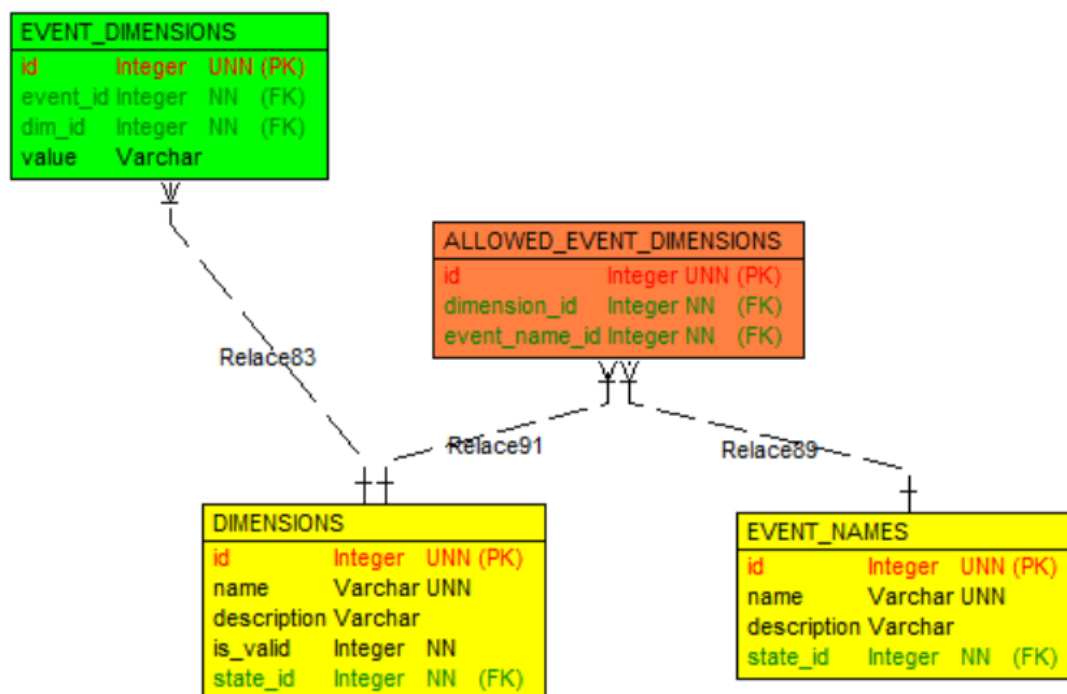 EVENT_DIMENSIONS
id Integer UNN (PK)
event_id Integer NN (FK)
dim_id Integer NN (FK)
value Varchar
ALLOWED_EVENT_DIMENSIONS
id Integer UNN (PK)
dimension_id Integer NN (FK)
event_name_id Integer NN (FK)
Relace83
Relace91
Relace89
DIMENSIONS
id Integer UNN (PK)
name Varchar UNN
description Varchar
is_valid Integer NN
state_id Integer NN (FK)
EVENT_NAMES
id Integer UNN (PK)
name Varchar UNN
description Varchar
state_id Integer NN (FK)